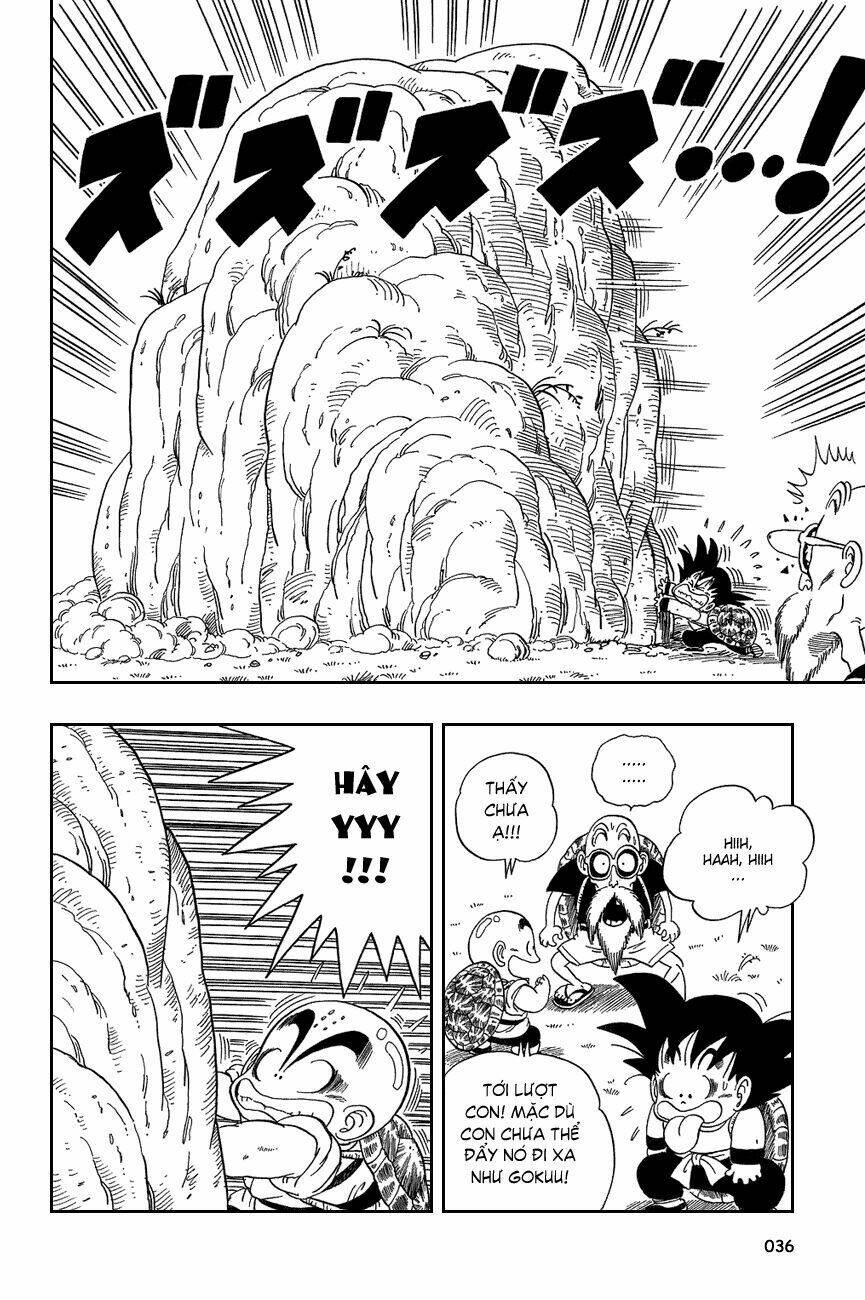 ズズズズ...!
HIIH,
HAAH, HIIH
...
.....
.....
THẤY
CHƯA
Ạ!!!
TỚI LƯỢT
CON! MẶC DÙ
CON CHƯA THỂ
ĐẨY NÓ ĐI XA
NHƯ GOKUU!
HÂY
YYY
!!!
036